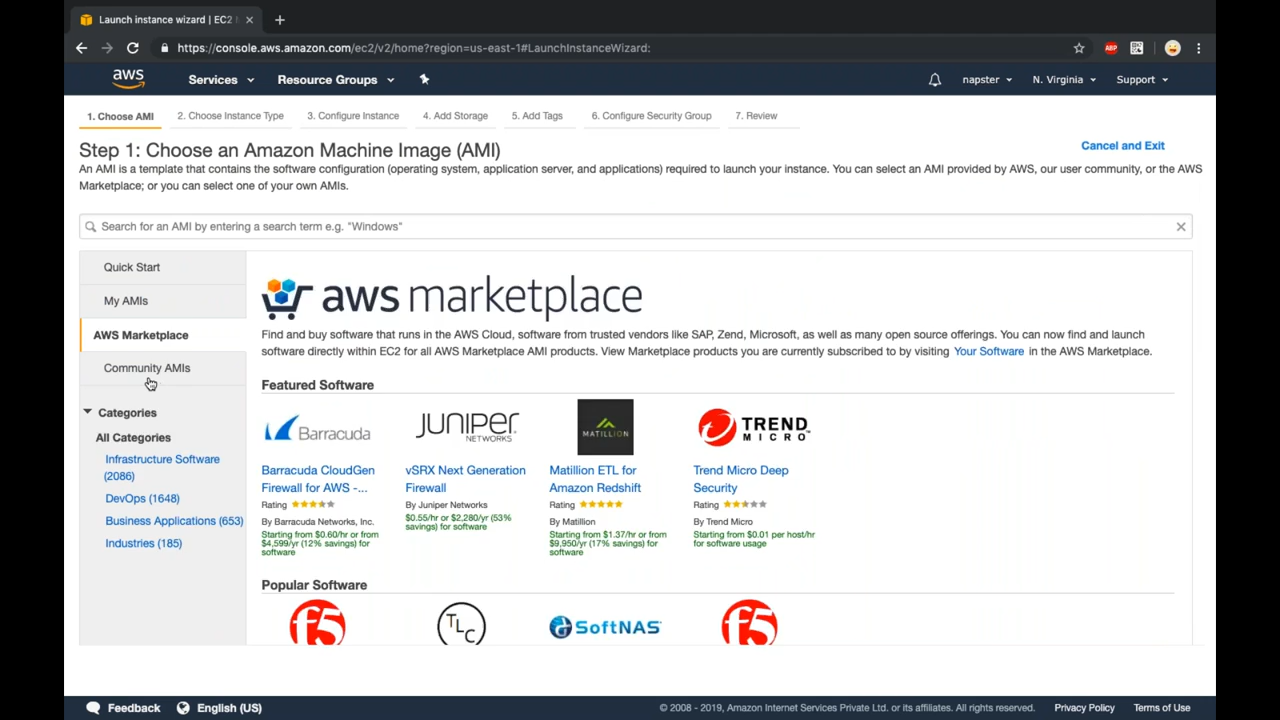 Launch instance wizard | EC2
https://console.aws.amazon.com/ec2/v2/home?region=us-east-1#LaunchInstanceWizard:
ABP
aws
Services
Resource Groups
napster
N. Virginia
Support
1. Choose AMI
2. Choose Instance Type
3. Configure Instance
4. Add Storage
5. Add Tags
6. Configure Security Group
7. Review
Step 1: Choose an Amazon Machine Image (AMI)
Cancel and Exit
An AMI is a template that contains the software configuration (operating system, application server, and applications) required to launch your instance. You can select an AMI provided by AWS, our user community, or the AWS
Marketplace; or you can select one of your own AMIs.
Search for an AMI by entering a search term e.g. "Windows"
Quick Start
My AMIs
AWS Marketplace
Community AMIs
Categories
All Categories
Infrastructure Software
(2086)
DevOps (1648)
Business Applications (653)
Industries (185)
aws marketplace
Find and buy software that runs in the AWS Cloud, software from trusted vendors like SAP, Zend, Microsoft, as well as many open source offerings. You can now find and launch
software directly within EC2 for all AWS Marketplace AMI products. View Marketplace products you are currently subscribed to by visiting Your Software in the AWS Marketplace.
Featured Software
Barracuda
Barracuda CloudGen
Firewall for AWS -...
Rating
By Barracuda Networks, Inc.
Starting from $0.60/hr or from
$4,599/yr (12% savings) for
software
JUNIPER
NETWORKS
vSRX Next Generation
Firewall
By Juniper Networks
$0.55/hr or $2,280/yr (53%
savings) for software
MATILLION
Matillion ETL for
Amazon Redshift
Rating
By Matillion
Starting from $1.37/hr or from
$9,950/yr (17% savings) for
software
TREND
MICRO
Trend Micro Deep
Security
Rating
By Trend Micro
Starting from $0.01 per host/hr
for software usage
Popular Software
f5
TLC
SoftNAS
f5
Feedback
English (US)
© 2008 - 2019, Amazon Internet Services Private Ltd. or its affiliates. All rights reserved.
Privacy Policy
Terms of Use